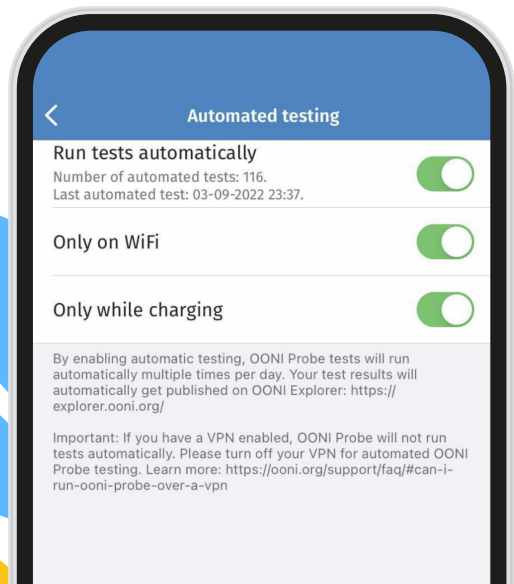 Automated testing
Run tests automatically
Number of automated tests: 116.
Last automated test: 03-09-2022 23:37.
Only on WiFi
Only while charging
By enabling automatic testing, OONI Probe tests will run
automatically multiple times per day. Your test results will
automatically get published on OONI Explorer: https://
explorer.ooni.org/
Important: If you have a VPN enabled, OONI Probe will not run
tests automatically. Please turn off your VPN for automated OONI
Probe testing. Learn more: https://ooni.org/support/faq/#can-i-
run-ooni-probe-over-a-vpn